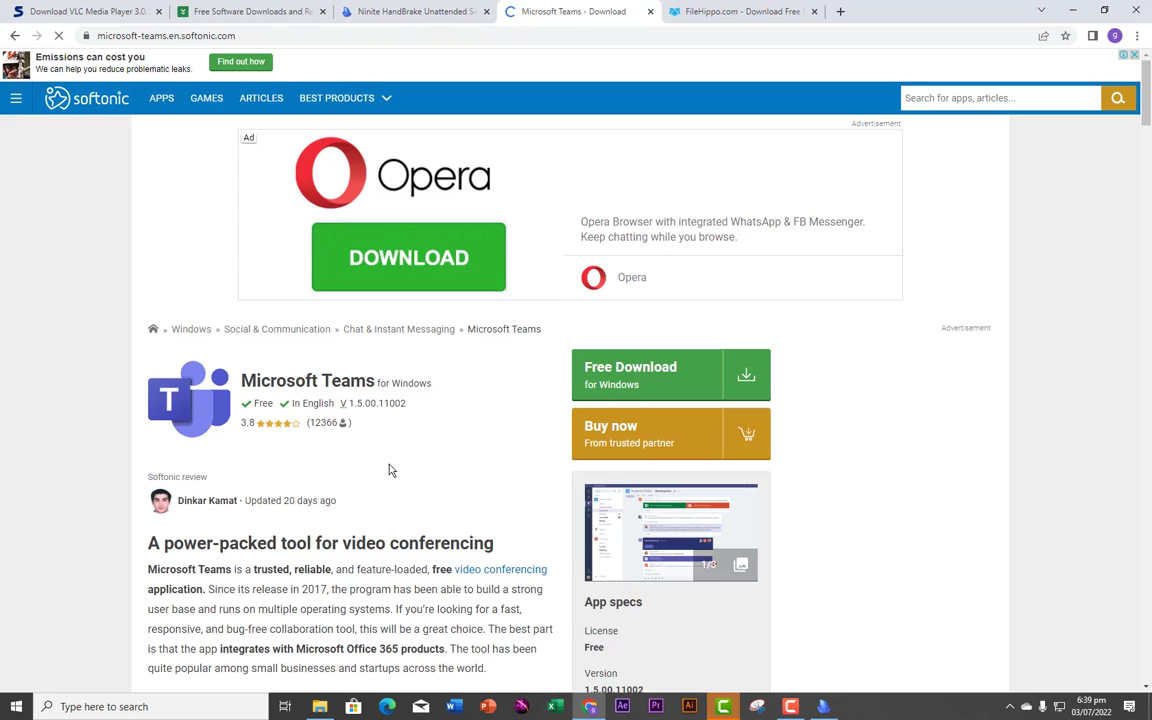 Download VLC Media Player 3.0.
Free Software Downloads and Re
Ninite HandBrake Unattended S
Microsoft Teams - Download
FileHippo.com - Download Free S
microsoft-teams.en.softonic.com
g
Emissions can cost you
We can help you reduce problematic leaks.
Find out how
softonic
APPS
GAMES
ARTICLES
BEST PRODUCTS
Search for apps, articles...
Advertisement
Ad
Opera
DOWNLOAD
Opera Browser with integrated WhatsApp & FB Messenger.
Keep chatting while you browse.
Opera
» Windows » Social & Communication » Chat & Instant Messaging » Microsoft Teams
Advertisement
T
Microsoft Teams for Windows
Free In English V 1.5.00.11002
3.8 (12366 )
Free Download
for Windows
Buy now
From trusted partner
Softonic review
Dinkar Kamat · Updated 20 days ago
A power-packed tool for video conferencing
Microsoft Teams is a trusted, reliable, and feature-loaded, free video conferencing
application. Since its release in 2017, the program has been able to build a strong
user base and runs on multiple operating systems. If you're looking for a fast,
responsive, and bug-free collaboration tool, this will be a great choice. The best part
is that the app integrates with Microsoft Office 365 products. The tool has been
quite popular among small businesses and startups across the world.
1/3
App specs
License
Free
Version
1.5.00.11002
Type here to search
6:39 pm
03/07/2022